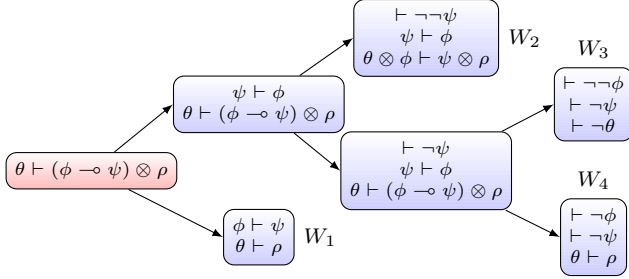 ⊢ ¬¬ψ
ψ ⊢ ϕ
θ ⊗ ϕ ⊢ ψ ⊗ ρ
W₂
W₃
ψ ⊢ ϕ
θ ⊢ (ϕ ⊸ ψ) ⊗ ρ
⊢ ¬¬ϕ
⊢ ¬ψ
⊢ ¬θ
⊢ ¬ψ
ψ ⊢ ϕ
θ ⊢ (ϕ ⊸ ψ) ⊗ ρ
θ ⊢ (ϕ ⊸ ψ) ⊗ ρ
W₄
⊢ ¬ϕ
⊢ ¬ψ
θ ⊢ ρ
ϕ ⊢ ψ
θ ⊢ ρ
W₁